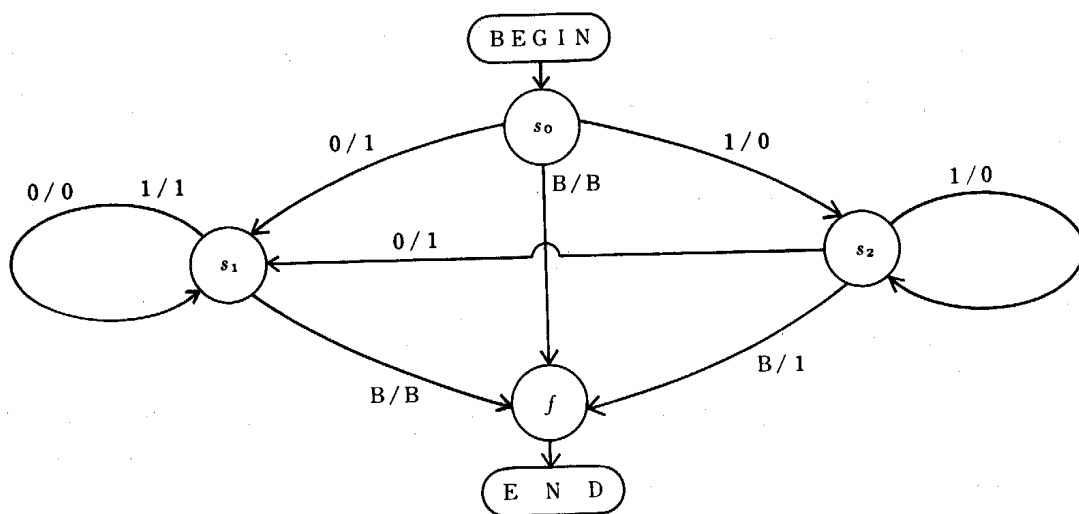 BEGIN
s₀
0/1
1/0
B/B
0/0
1/1
1/0
0/1
s₁
s₂
B/B
B/1
f
END